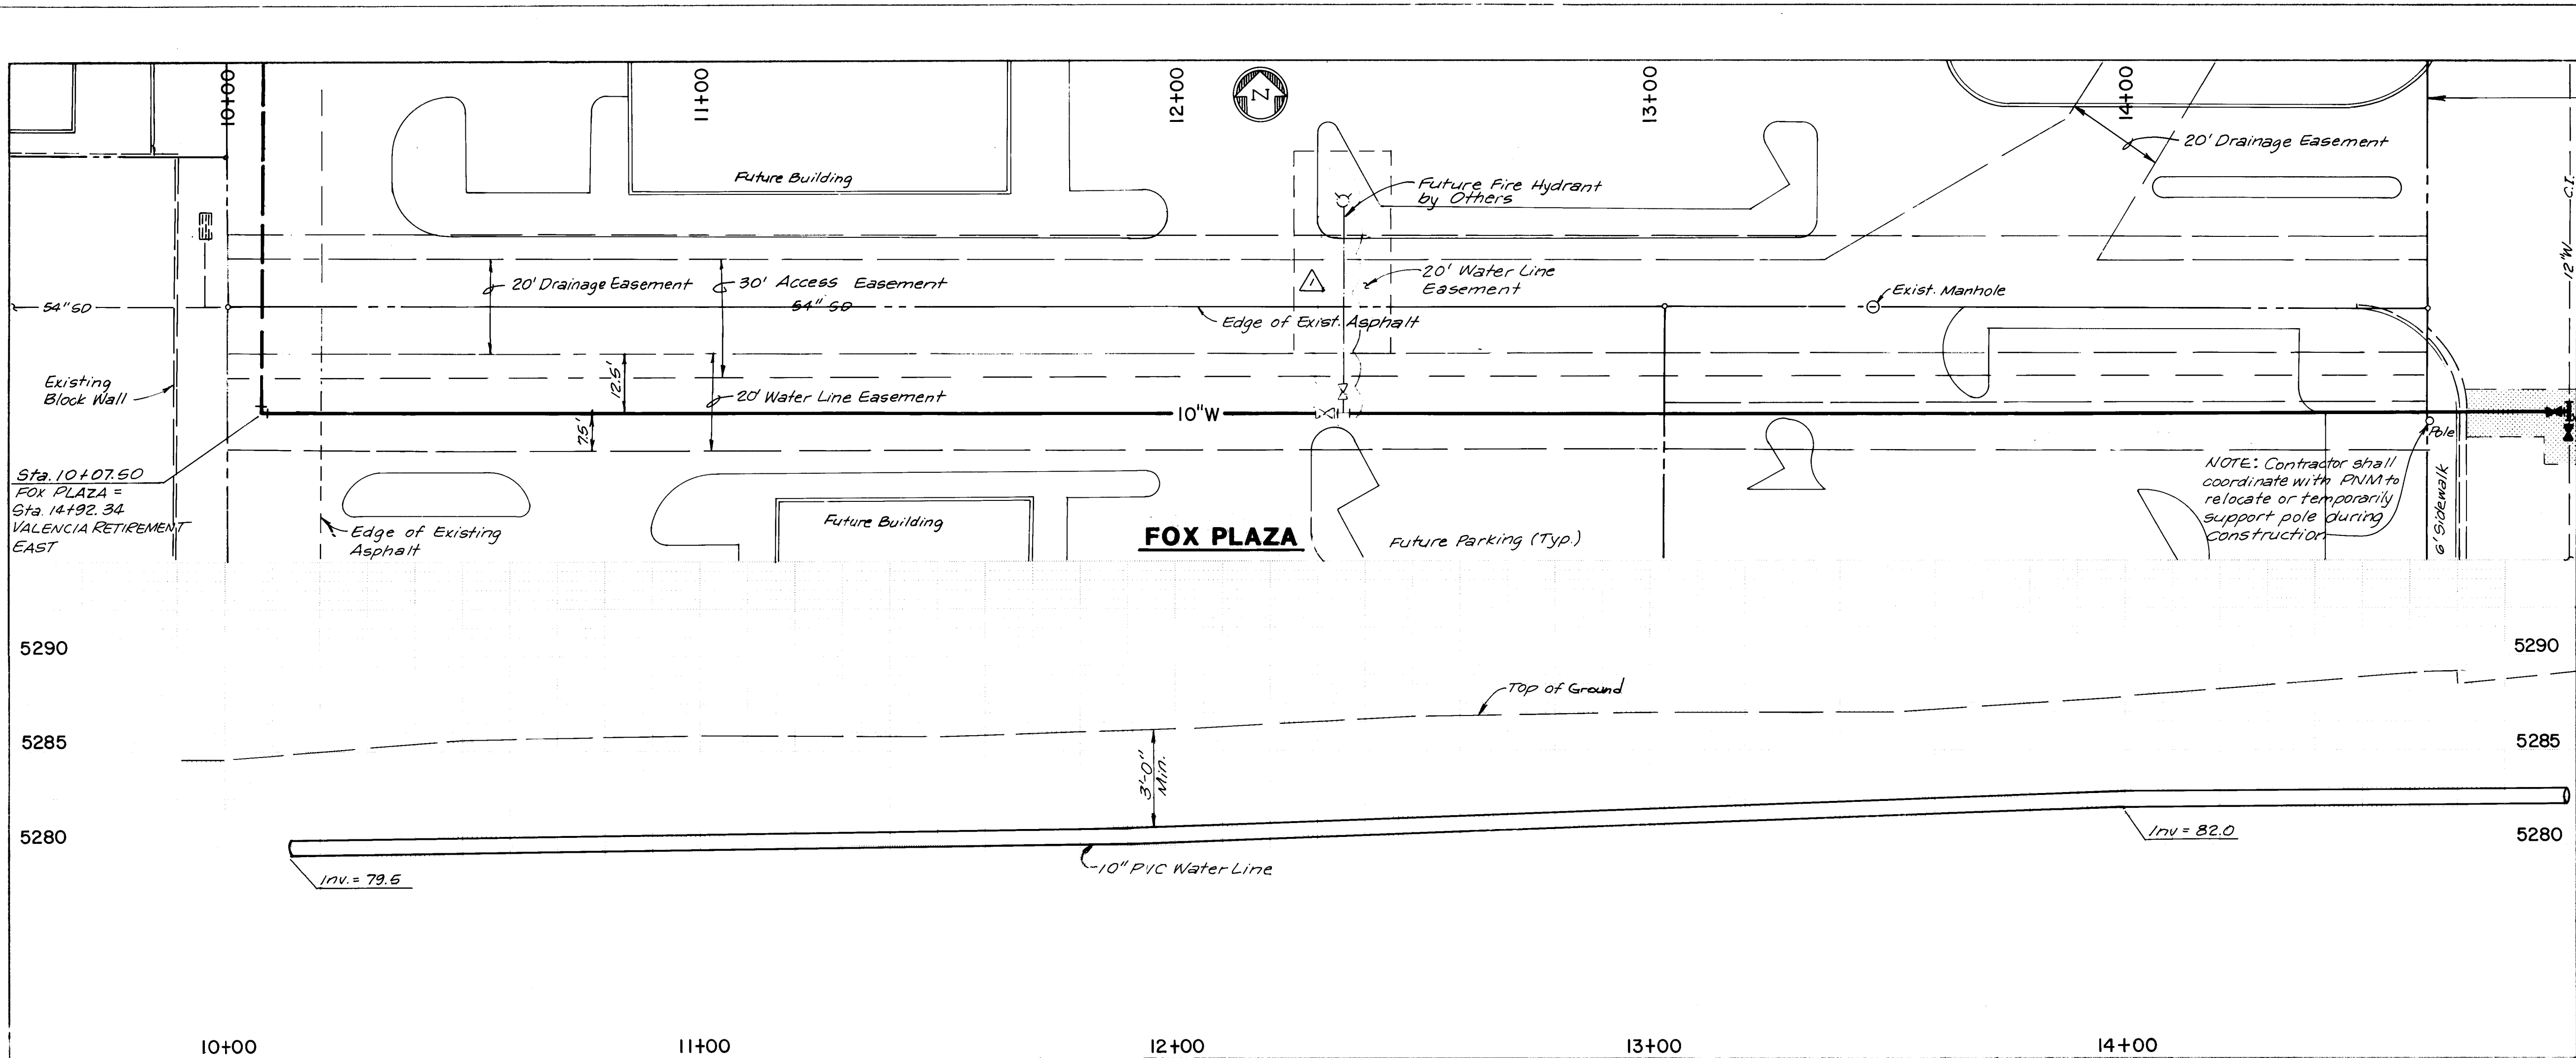 10+00
11+00
12+00
N
13+00
14+00
20' Drainage Easement
Future Building
Future Fire Hydrant
by Others
20' Drainage Easement
30' Access Easement
1
20' Water Line
Easement
Exist. Manhole
12"W
C.I.
54" SD
54" SD
Edge of Exist. Asphalt
Existing
Block Wall
12.5'
20' Water Line Easement
7.5'
10"W
Pole
Sta. 10+07.50
FOX PLAZA =
Sta. 14+92.34
VALENCIA RETIREMENT
EAST
Edge of Existing
Asphalt
Future Building
FOX PLAZA
Future Parking (Typ.)
NOTE: Contractor shall
coordinate with PNM to
relocate or temporarily
support pole during
construction
6' Sidewalk
5290
5290
Top of Ground
5285
5285
3'-0"
Min.
5280
5280
Inv = 82.0
10" PVC Water Line
Inv. = 79.5
10+00
11+00
12+00
13+00
14+00